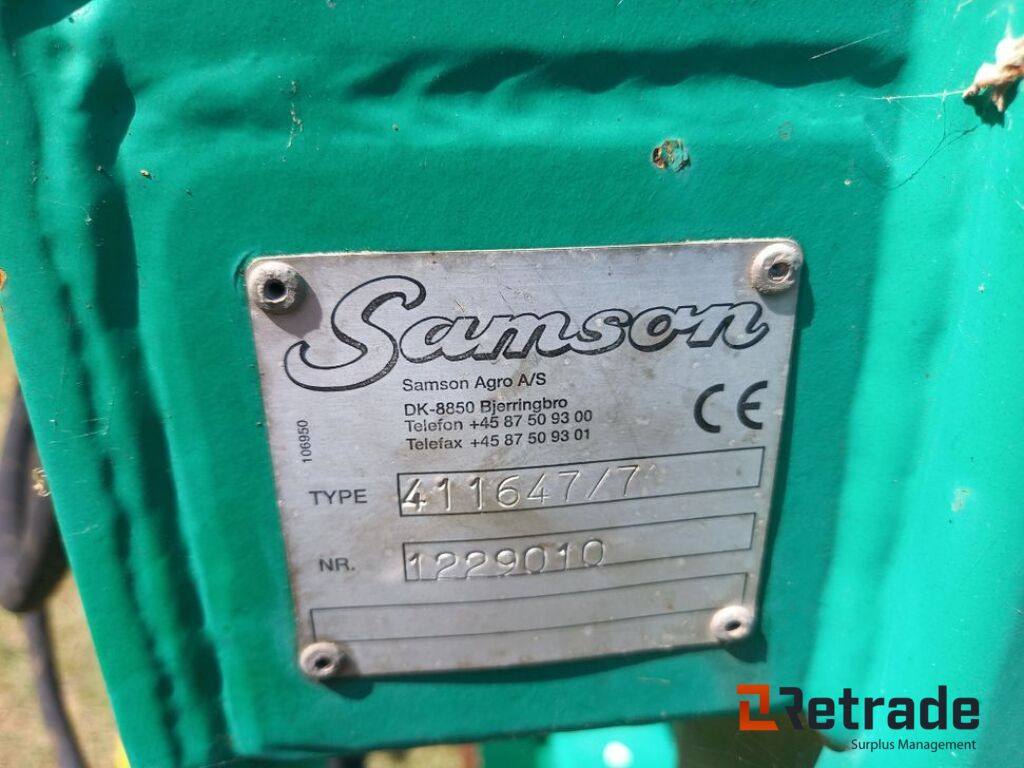 Samson
Samson Agro A/S
DK-8850 Bjerringbro
Telefon +45 87 50 93 00
Telefax +45 87 50 93 01
CE
106950
TYPE 411647/7
NR. 1229010
Retrade
Surplus Management